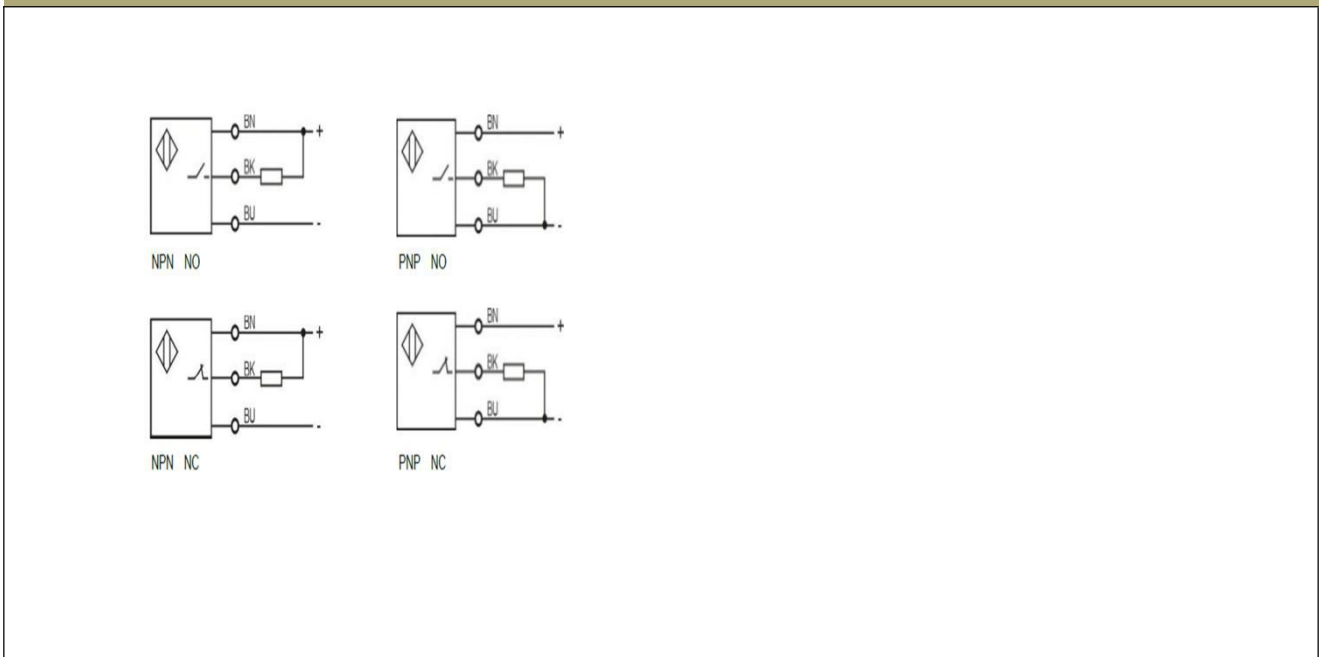 BN +
BK
BU -
NPN NO
BN +
BK
BU -
PNP NO
BN +
BK
BU -
NPN NC
BN +
BK
BU -
PNP NC